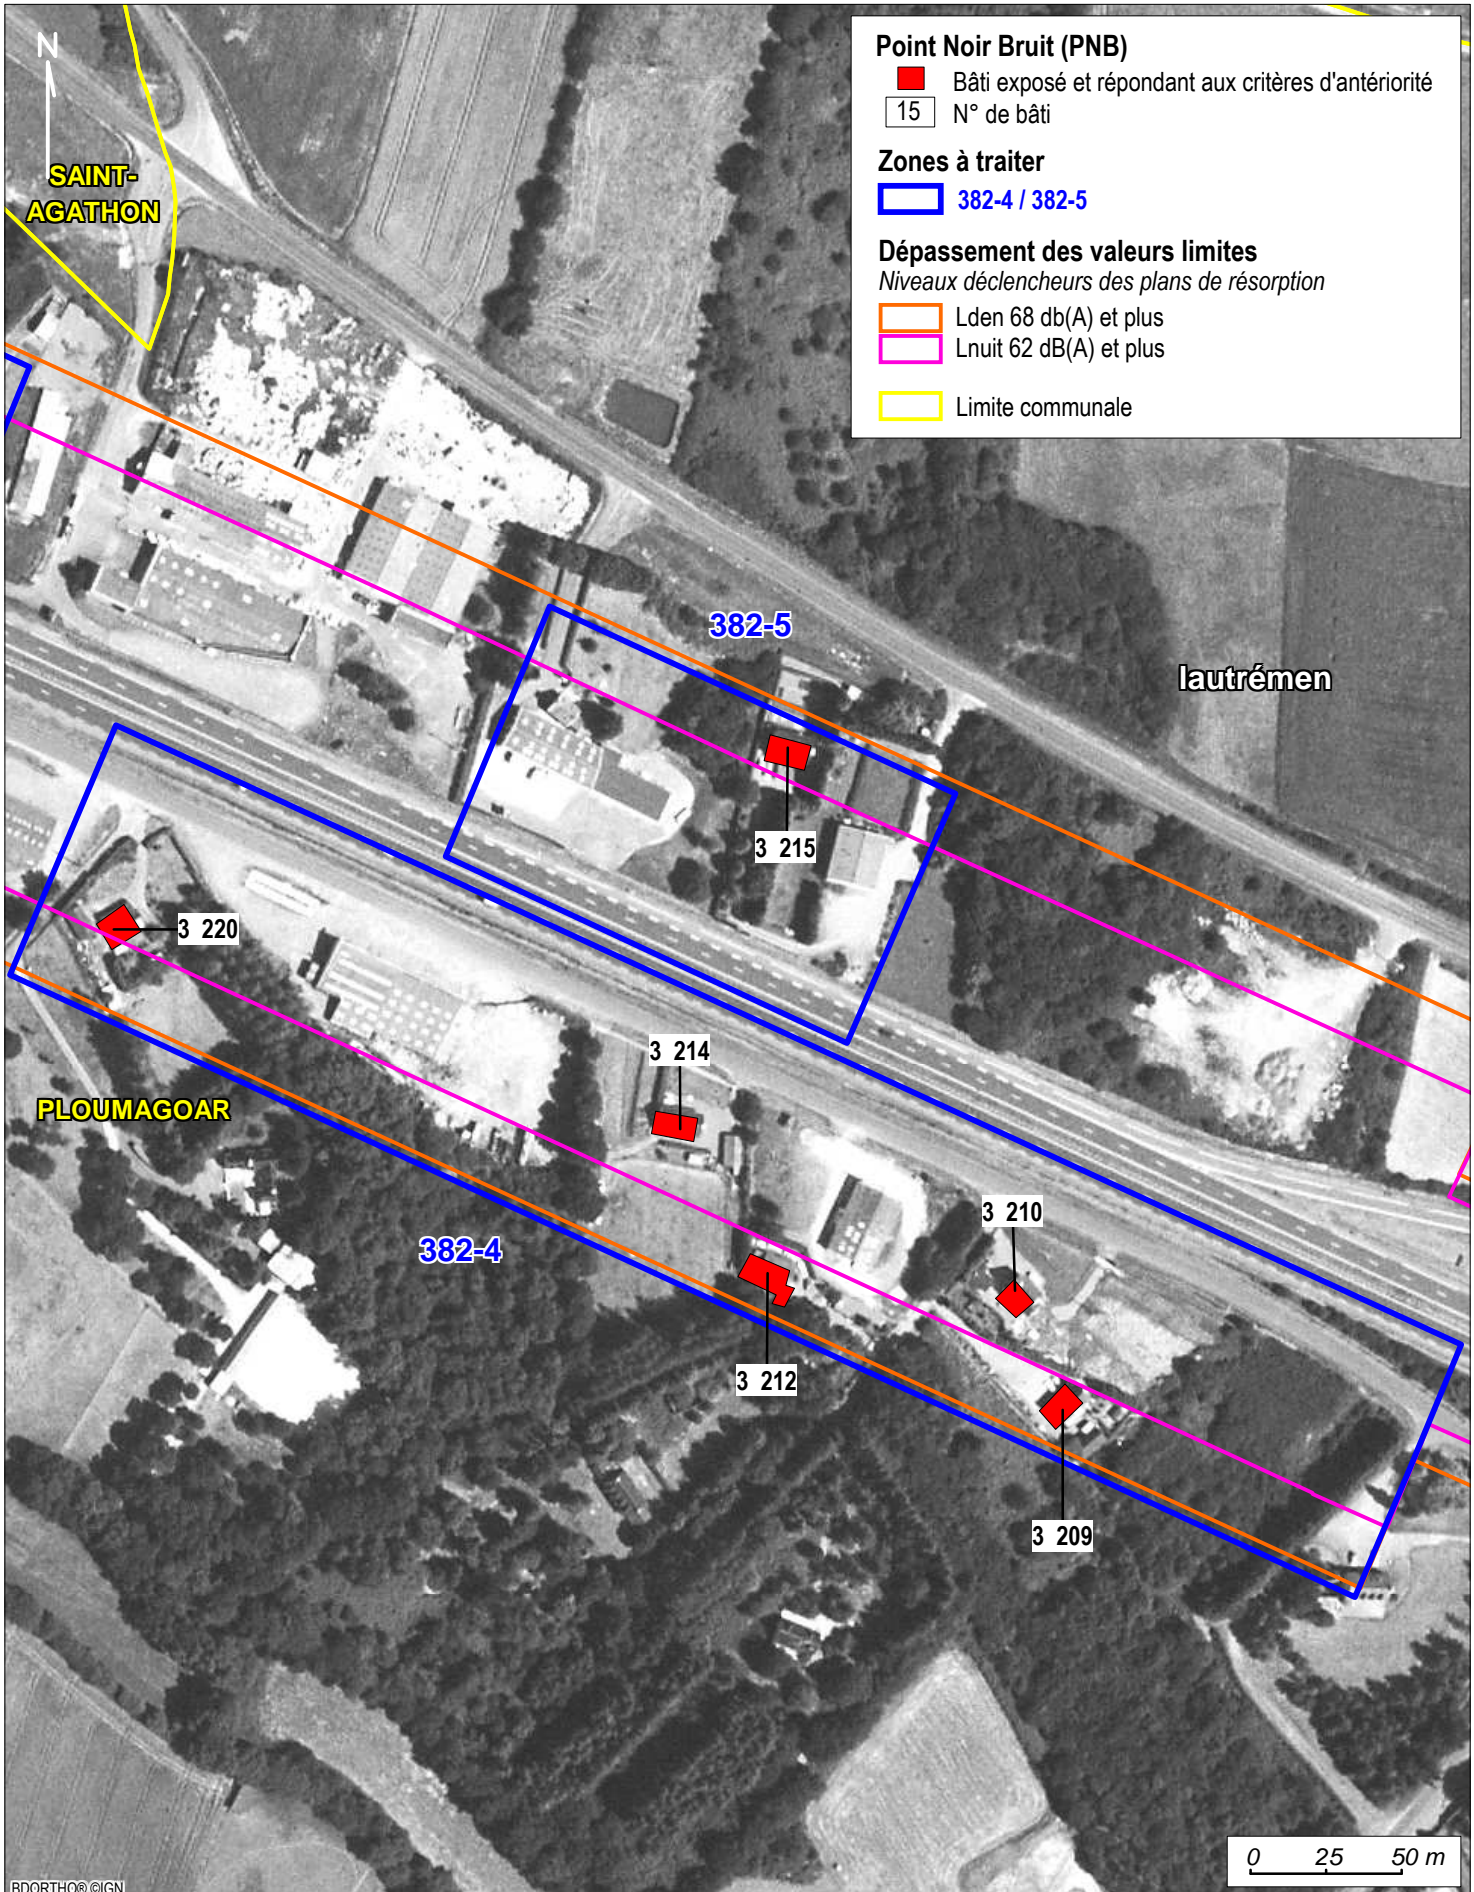 N
SAINT-
AGATHON
Point Noir Bruit (PNB)
Bâti exposé et répondant aux critères d'antériorité
15 N° de bâti
Zones à traiter
382-4 / 382-5
Dépassement des valeurs limites
Niveaux déclencheurs des plans de résorption
Lden 68 db(A) et plus
Lnuit 62 dB(A) et plus
Limite communale
382-5
lautrémen
3 215
3 220
3 214
PLOUMAGOAR
3 210
382-4
3 212
3 209
0 25 50 m
BDORTHO® ©IGN